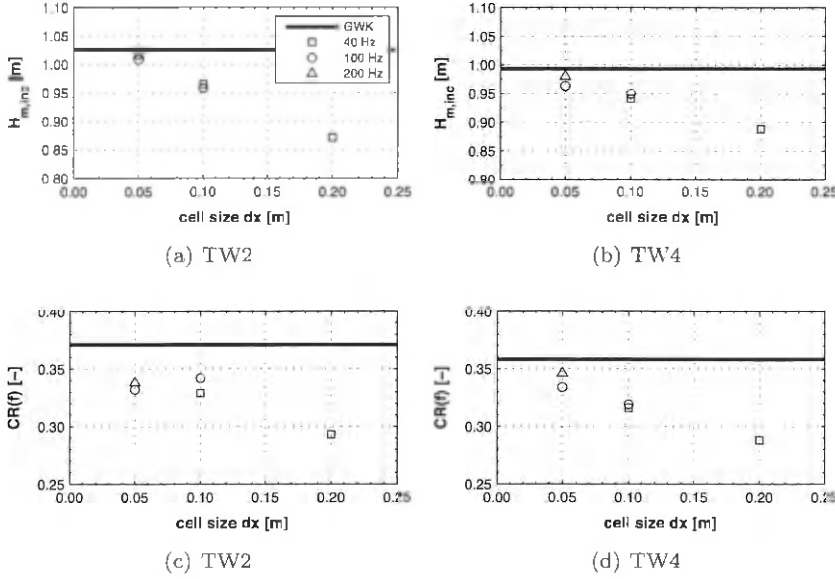 1.10
1.05
1.00
0.95
0.90
0.85
0.80
H_m,inc [m]
GWK
40 Hz
100 Hz
200 Hz
0.00 0.05 0.10 0.15 0.20 0.25
cell size dx [m]
(a) TW2
1.10
1.05
1.00
0.95
0.90
0.85
0.80
H_m,inc [m]
0.00 0.05 0.10 0.15 0.20 0.25
cell size dx [m]
(b) TW4
0.40
0.35
0.30
0.25
CR(f) [–]
0.00 0.05 0.10 0.15 0.20 0.25
cell size dx [m]
(c) TW2
0.40
0.35
0.30
0.25
CR(f) [–]
0.00 0.05 0.10 0.15 0.20 0.25
cell size dx [m]
(d) TW4